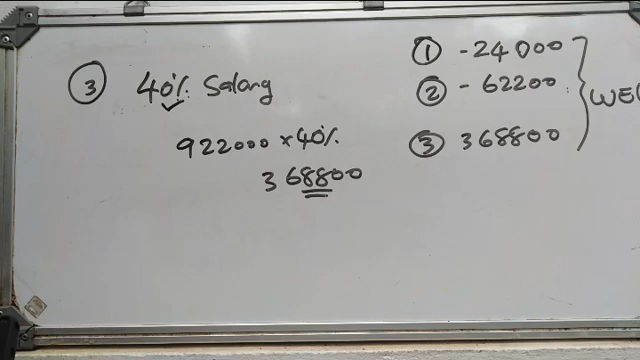 ③ 40% Salary
922000 × 40%
368800
① - 24000
② - 62200
③ 368800